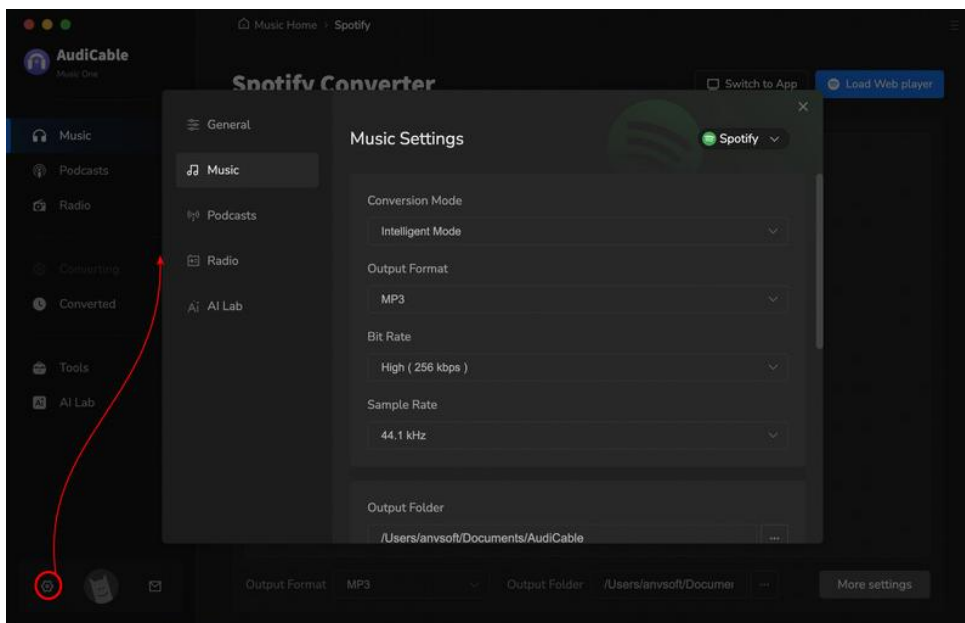 Music Home › Spotify
AudiCable
Music One
Spotify Converter
Switch to App
Load Web player
Music
Podcasts
Radio
Converting
Converted
Tools
AI Lab
General
Music
Podcasts
Radio
AI Lab
Music Settings
Spotify
Conversion Mode
Intelligent Mode
Output Format
MP3
Bit Rate
High ( 256 kbps )
Sample Rate
44.1 kHz
Output Folder
/Users/anvsoft/Documents/AudiCable
...
Output Format MP3 Output Folder /Users/anvsoft/Documer ... More settings